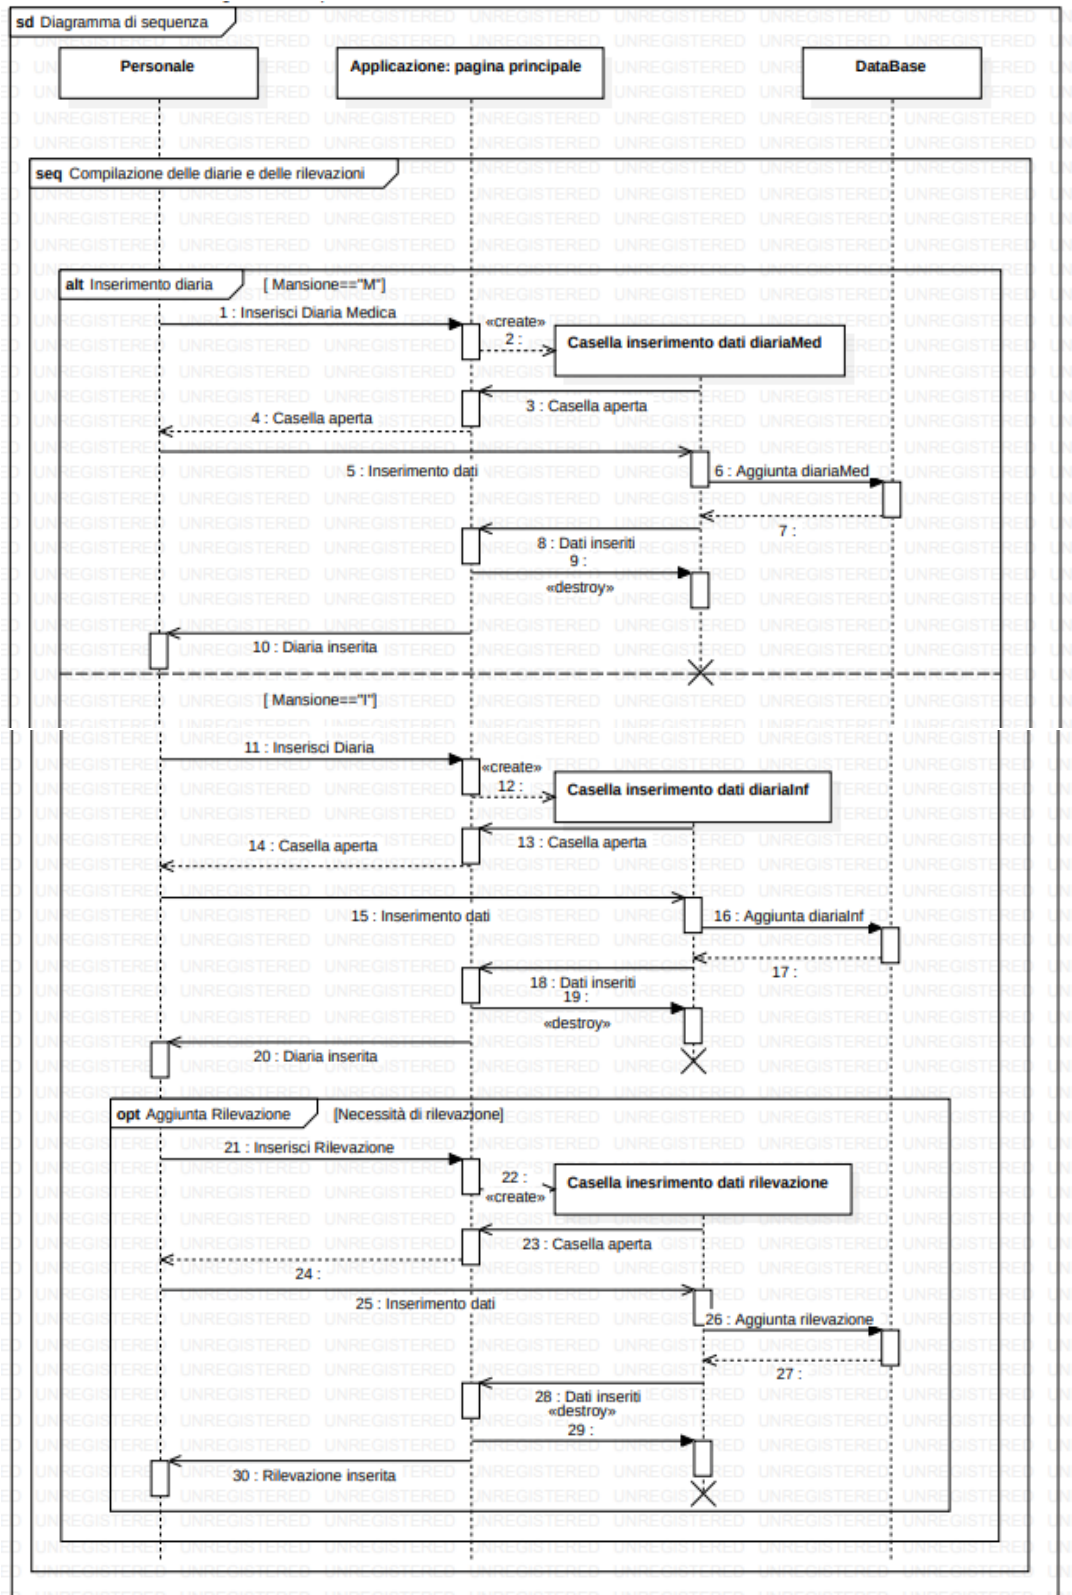 sd Diagramma di sequenza
Personale
Applicazione: pagina principale
DataBase
seq Compilazione delle diarie e delle rilevazioni
alt Inserimento diaria
[ Mansione=="M"]
1 : Inserisci Diaria Medica
«create»
2 :
Casella inserimento dati diariaMed
3 : Casella aperta
4 : Casella aperta
5 : Inserimento dati
6 : Aggiunta diariaMed
7 :
8 : Dati inseriti
9 :
«destroy»
10 : Diaria inserita
[ Mansione=="I"]
11 : Inserisci Diaria
«create»
12 :
Casella inserimento dati diariaInf
13 : Casella aperta
14 : Casella aperta
15 : Inserimento dati
16 : Aggiunta diariaInf
17 :
18 : Dati inseriti
19 :
«destroy»
20 : Diaria inserita
opt Aggiunta Rilevazione
[Necessità di rilevazione]
21 : Inserisci Rilevazione
22 :
«create»
Casella inesrimento dati rilevazione
23 : Casella aperta
24 :
25 : Inserimento dati
26 : Aggiunta rilevazione
27 :
28 : Dati inseriti
«destroy»
29 :
30 : Rilevazione inserita
UNREGISTERED